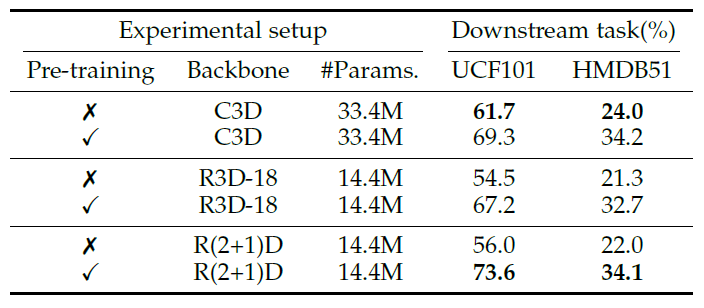 Experimental setup Downstream task(%)
Pre-training Backbone #Params. UCF101 HMDB51
✗ C3D 33.4M 61.7 24.0
✓ C3D 33.4M 69.3 34.2
✗ R3D-18 14.4M 54.5 21.3
✓ R3D-18 14.4M 67.2 32.7
✗ R(2+1)D 14.4M 56.0 22.0
✓ R(2+1)D 14.4M 73.6 34.1